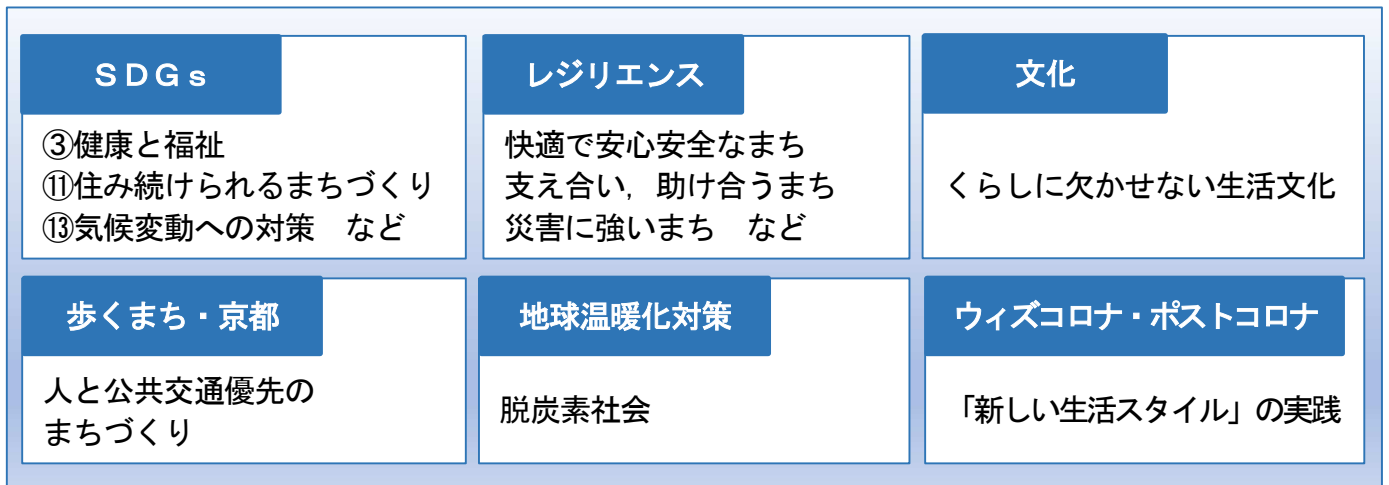 ＳＤＧｓ
③健康と福祉
⑪住み続けられるまちづくり
⑬気候変動への対策　など
レジリエンス
快適で安心安全なまち
支え合い，助け合うまち
災害に強いまち　など
文化
くらしに欠かせない生活文化
歩くまち・京都
人と公共交通優先の
まちづくり
地球温暖化対策
脱炭素社会
ウィズコロナ・ポストコロナ
「新しい生活スタイル」の実践